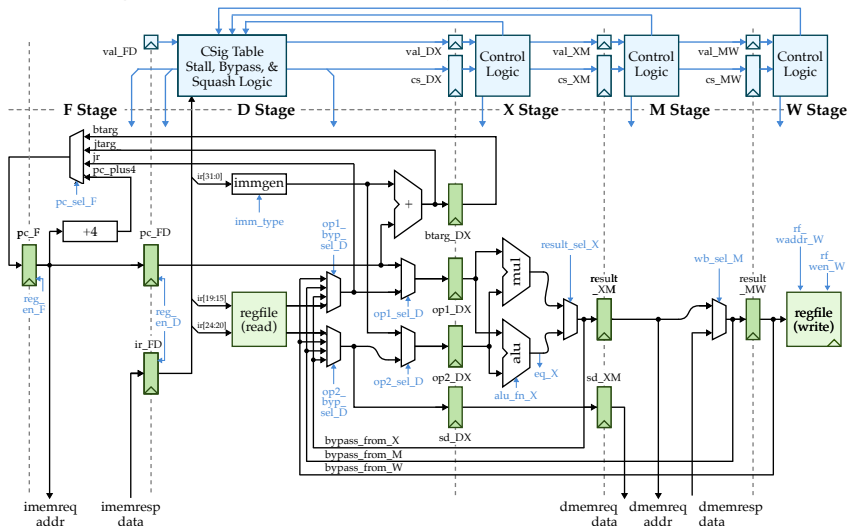 val_FD
CSig Table
Stall, Bypass, &
Squash Logic
val_DX
cs_DX
Control
Logic
val_XM
cs_XM
Control
Logic
val_MW
cs_MW
Control
Logic
F Stage
D Stage
X Stage
M Stage
W Stage
btarg
jtarg
jr
pc_plus4
pc_sel_F
ir[31:0]
immgen
imm_type
+
+4
pc_F
pc_FD
btarg_DX
reg_
en_F
reg_
en_D
op1_
byp_
sel_D
ir[19:15]
ir[24:20]
regfile
(read)
op1_sel_D
op1_DX
mul
result_sel_X
result
_XM
wb_sel_M
result
_MW
rf_
waddr_W
rf_
wen_W
regfile
(write)
ir_FD
op2_
byp_
sel_D
op2_sel_D
op2_DX
alu
eq_X
alu_fn_X
sd_XM
sd_DX
bypass_from_X
bypass_from_M
bypass_from_W
imemreq
addr
imemresp
data
dmemreq
data
dmemreq
addr
dmemresp
data